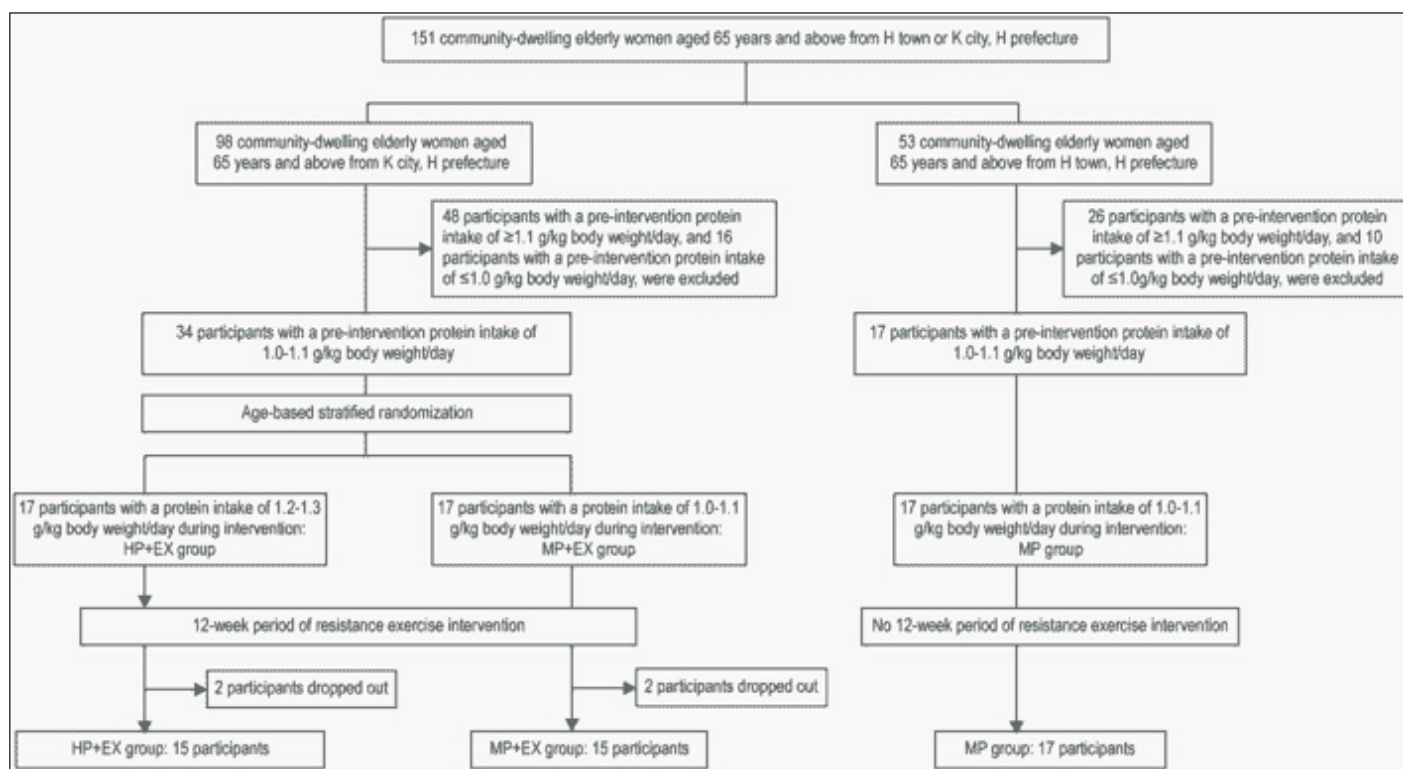 151 community-dwelling elderly women aged 65 years and above from H town or K city, H prefecture
98 community-dwelling elderly women aged
65 years and above from K city, H prefecture
53 community-dwelling elderly women aged
65 years and above from H town, H prefecture
48 participants with a pre-intervention protein
intake of ≥1.1 g/kg body weight/day, and 16
participants with a pre-intervention protein intake
of ≤1.0 g/kg body weight/day, were excluded
26 participants with a pre-intervention protein
intake of ≥1.1 g/kg body weight/day, and 10
participants with a pre-intervention protein intake
of ≤1.0g/kg body weight/day, were excluded
34 participants with a pre-intervention protein intake of
1.0-1.1 g/kg body weight/day
17 participants with a pre-intervention protein intake of
1.0-1.1 g/kg body weight/day
Age-based stratified randomization
17 participants with a protein intake of 1.2-1.3
g/kg body weight/day during intervention:
HP+EX group
17 participants with a protein intake of 1.0-1.1
g/kg body weight/day during intervention:
MP+EX group
17 participants with a protein intake of 1.0-1.1
g/kg body weight/day during intervention:
MP group
12-week period of resistance exercise intervention
No 12-week period of resistance exercise intervention
2 participants dropped out
2 participants dropped out
HP+EX group: 15 participants
MP+EX group: 15 participants
MP group: 17 participants